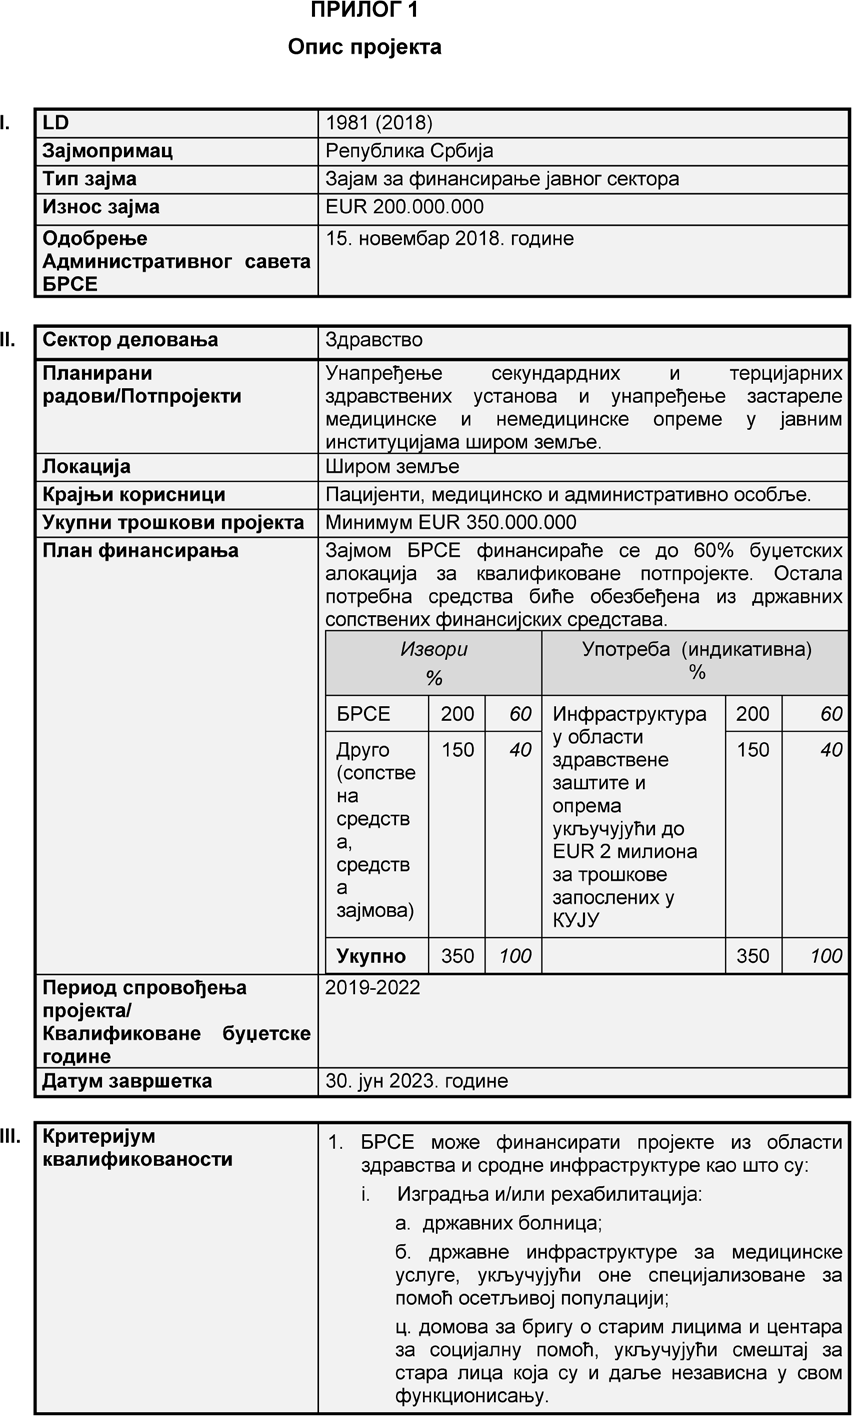 ПРИЛОГ 1
Опис пројекта
I. LD 1981 (2018)
Зајмопримац Република Србија
Тип зајма Зајам за финансирање јавног сектора
Износ зајма EUR 200.000.000
Одобрење 15. новембар 2018. године
Административног савета
БРСЕ
II. Сектор деловања Здравство
Планирани
радови/Потпројекти
Унапређење секундардних и терцијарних
здравствених установа и унапређење застареле
медицинске и немедицинске опреме у јавним
институцијама широм земље.
Локација Широм земље
Крајњи корисници Пацијенти, медицинско и административно особље.
Укупни трошкови пројекта Минимум EUR 350.000.000
План финансирања
Зајмом БРСЕ финансираће се до 60% буџетских
алокација за квалификоване потпројекте. Остала
потребна средства биће обезбеђена из државних
сопствених финансијских средстава.
Извори
%
Употреба (индикативна)
%
БРСЕ 200 60
Друго 150 40
(сопстве
на
средств
а,
средств
а
зајмова)
Инфраструктура 200 60
у области 150 40
здравствене
заштите и
опрема
укључујући до
EUR 2 милиона
за трошкове
запослених у
КУЈУ
Укупно 350 100 350 100
Период спровођења 2019-2022
пројекта/
Квалификоване буџетске
године
Датум завршетка 30. јун 2023. године
III. Критеријум
квалификованости
1. БРСЕ може финансирати пројекте из области
здравства и сродне инфраструктуре као што су:
i. Изградња и/или рехабилитација:
а. државних болница;
б. државне инфраструктуре за медицинске
услуге, укључујући оне специјализоване за
помоћ осетљивој популацији;
ц. домова за бригу о старим лицима и центара
за социјалну помоћ, укључујући смештај за
стара лица која су и даље независна у свом
функционисању.